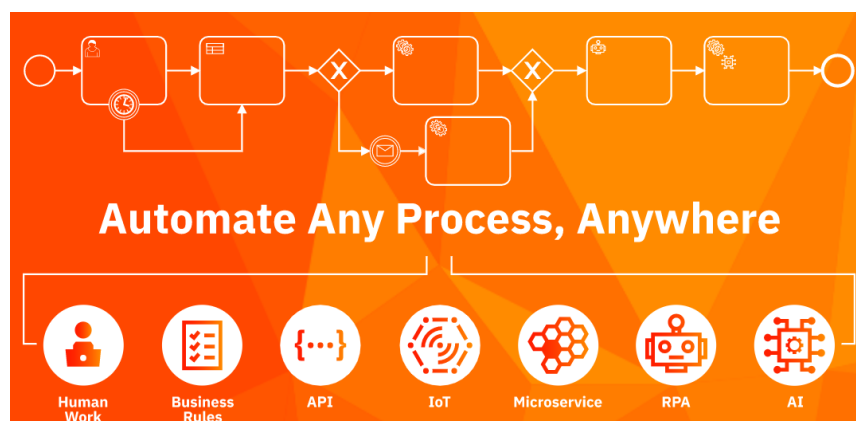 X X
Automate Any Process, Anywhere
Human Work
Business Rules
{...} API
IoT
Microservice
RPA
AI